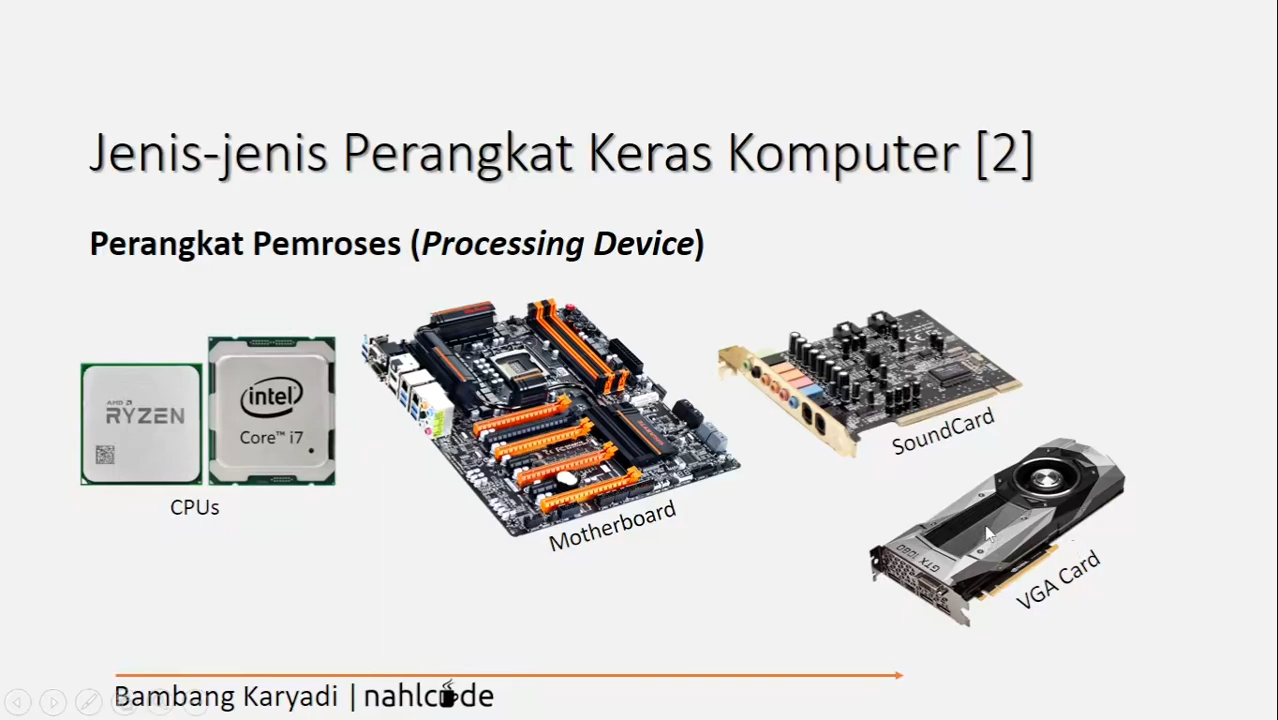 Jenis-jenis Perangkat Keras Komputer [2]
Perangkat Pemroses (Processing Device)
AMD
RYZEN
intel
Core™ i7
CPUs
Motherboard
SoundCard
GTX 1080
VGA Card
Bambang Karyadi | nahlcode